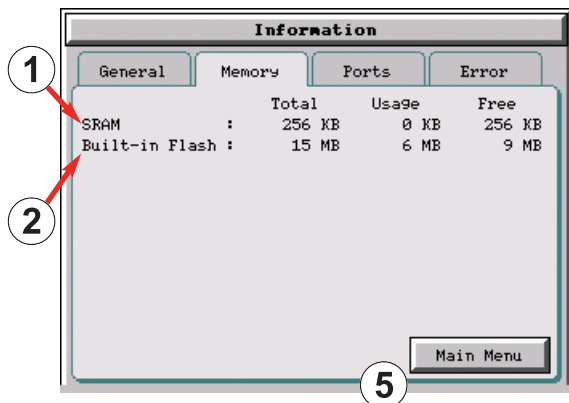 Information
General Memory Ports Error
Total Usage Free
SRAM : 256 KB 0 KB 256 KB
Built-in Flash : 15 MB 6 MB 9 MB
Main Menu
1
2
5